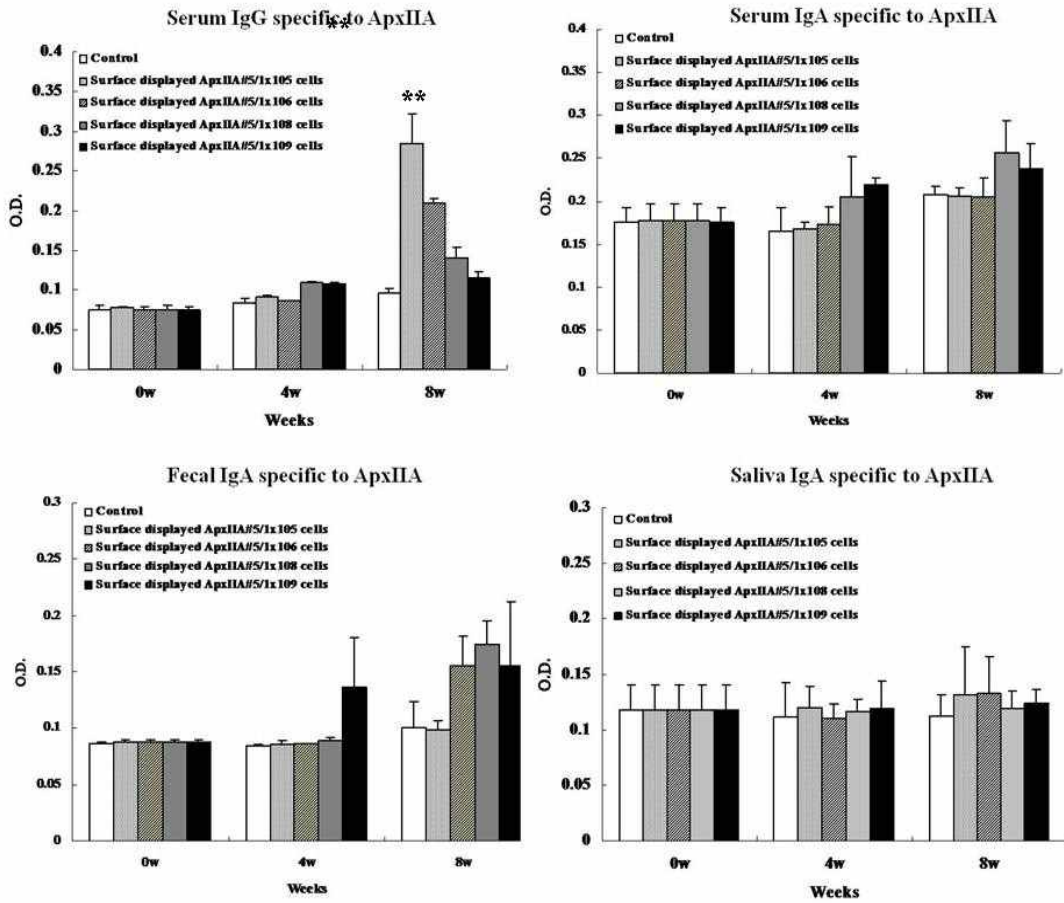 Serum IgG specific to ApxIIA
**
0.4
0.35
0.3
0.25
0.2
0.15
0.1
0.05
0
O.D.
Control
Surface displayed ApxIIA#5/1x105 cells
Surface displayed ApxIIA#5/1x106 cells
Surface displayed ApxIIA#5/1x108 cells
Surface displayed ApxIIA#5/1x109 cells
**
0w 4w 8w
Weeks
Serum IgA specific to ApxIIA
0.4
0.35
0.3
0.25
0.2
0.15
0.1
0.05
0
O.D.
Control
Surface displayed ApxIIA#5/1x105 cells
Surface displayed ApxIIA#5/1x106 cells
Surface displayed ApxIIA#5/1x108 cells
Surface displayed ApxIIA#5/1x109 cells
0w 4w 8w
Weeks
Fecal IgA specific to ApxIIA
0.3
0.25
0.2
0.15
0.1
0.05
0
O.D.
Control
Surface displayed ApxIIA#5/1x105 cells
Surface displayed ApxIIA#5/1x106 cells
Surface displayed ApxIIA#5/1x108 cells
Surface displayed ApxIIA#5/1x109 cells
0w 4w 8w
Weeks
Saliva IgA specific to ApxIIA
0.3
0.25
0.2
0.15
0.1
0.05
0
O.D.
Control
Surface displayed ApxIIA#5/1x105 cells
Surface displayed ApxIIA#5/1x106 cells
Surface displayed ApxIIA#5/1x108 cells
Surface displayed ApxIIA#5/1x109 cells
0w 4w 8w
Weeks